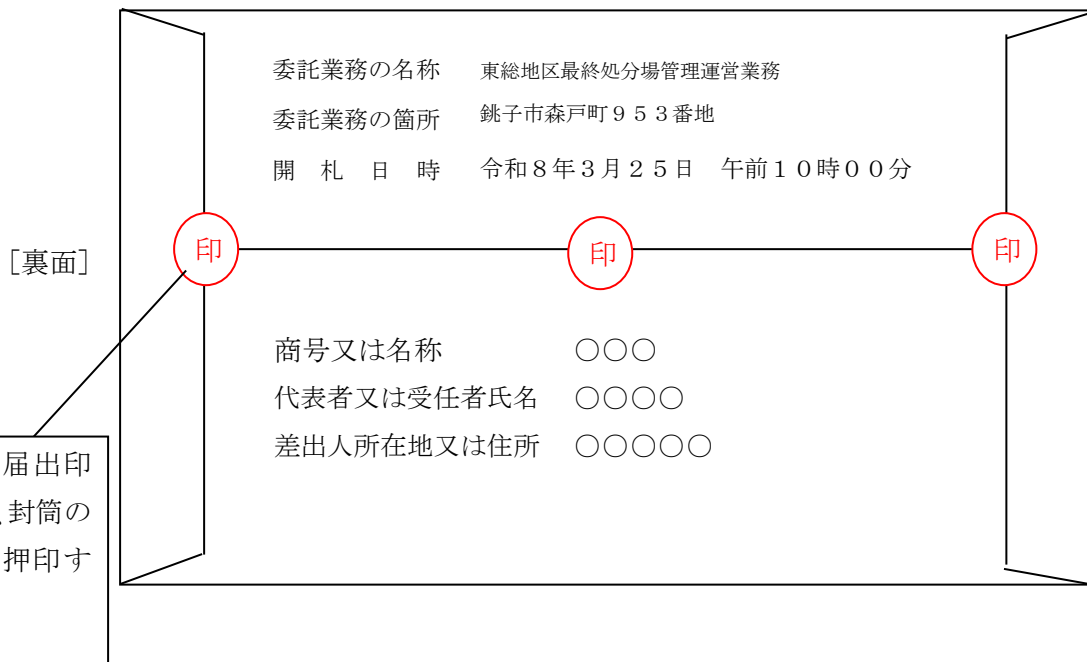 委託業務の名称 東総地区最終処分場管理運営業務
委託業務の箇所 銚子市森戸町９５３番地
開 札 日 時 令和８年３月２５日 午前１０時００分
印 印 印
［裏面］
商号又は名称 ○○○
代表者又は受任者氏名 ○○○○
差出人所在地又は住所 ○○○○○
届出印
封筒の
押印す